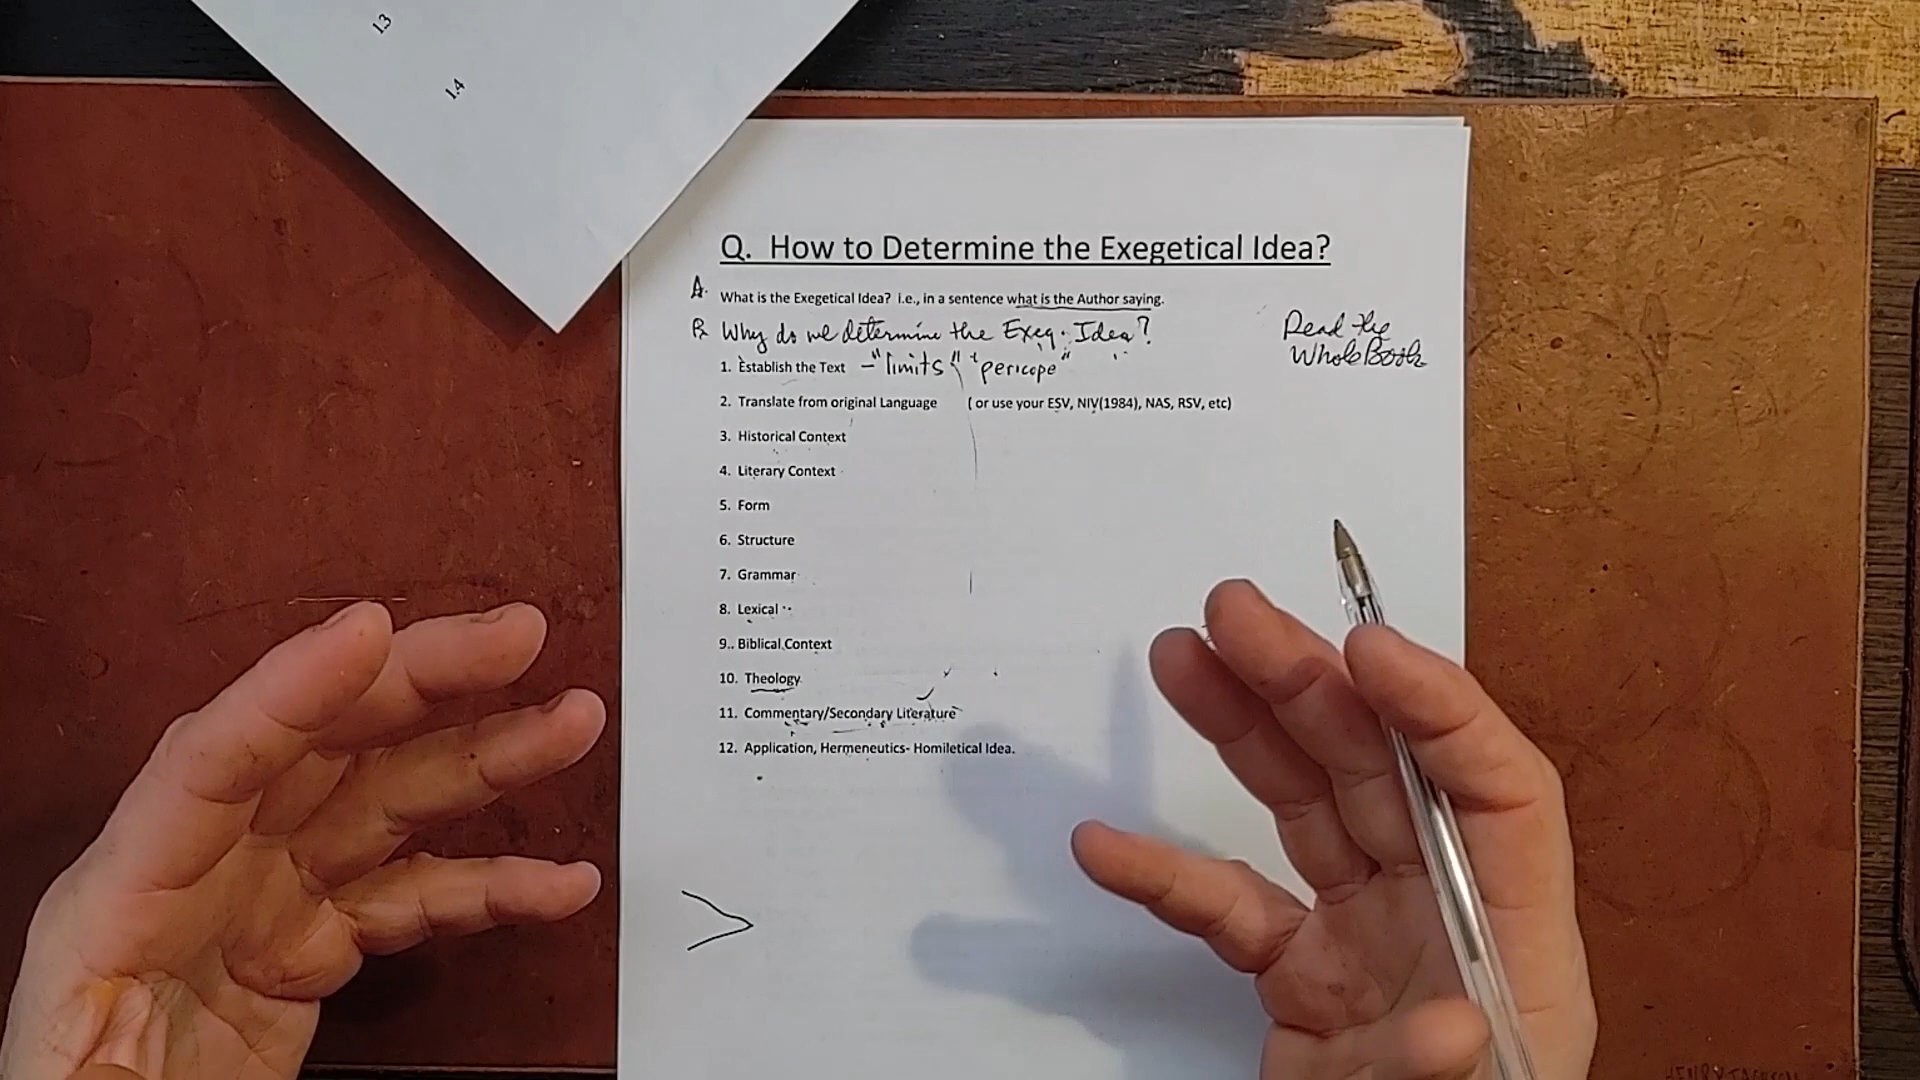 1.3
1.4
Q. How to Determine the Exegetical Idea?
A. What is the Exegetical Idea? i.e., in a sentence what is the Author saying.
B. Why do we determine the Exeg. Idea?
Read the
Whole Book
1. Establish the Text - "limits" "pericope"
2. Translate from original Language ( or use your ESV, NIV(1984), NAS, RSV, etc)
3. Historical Context
4. Literary Context
5. Form
6. Structure
7. Grammar
8. Lexical
9.. Biblical Context
10. Theology
11. Commentary/Secondary Literature
12. Application, Hermeneutics- Homiletical Idea.